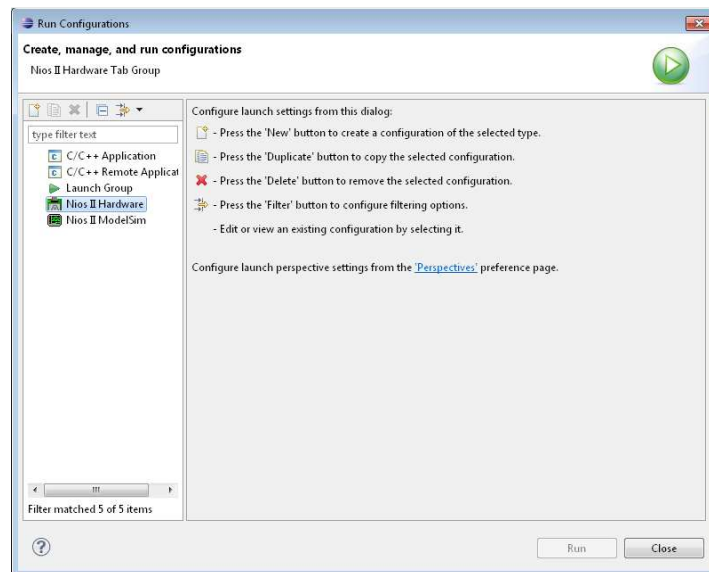 Run Configurations
Create, manage, and run configurations
Nios II Hardware Tab Group
type filter text
C/C++ Application
C/C++ Remote Applicat
Launch Group
Nios II Hardware
Nios II ModelSim
Filter matched 5 of 5 items
Configure launch settings from this dialog:
- Press the 'New' button to create a configuration of the selected type.
- Press the 'Duplicate' button to copy the selected configuration.
- Press the 'Delete' button to remove the selected configuration.
- Press the 'Filter' button to configure filtering options.
- Edit or view an existing configuration by selecting it.
Configure launch perspective settings from the 'Perspectives' preference page.
Run
Close